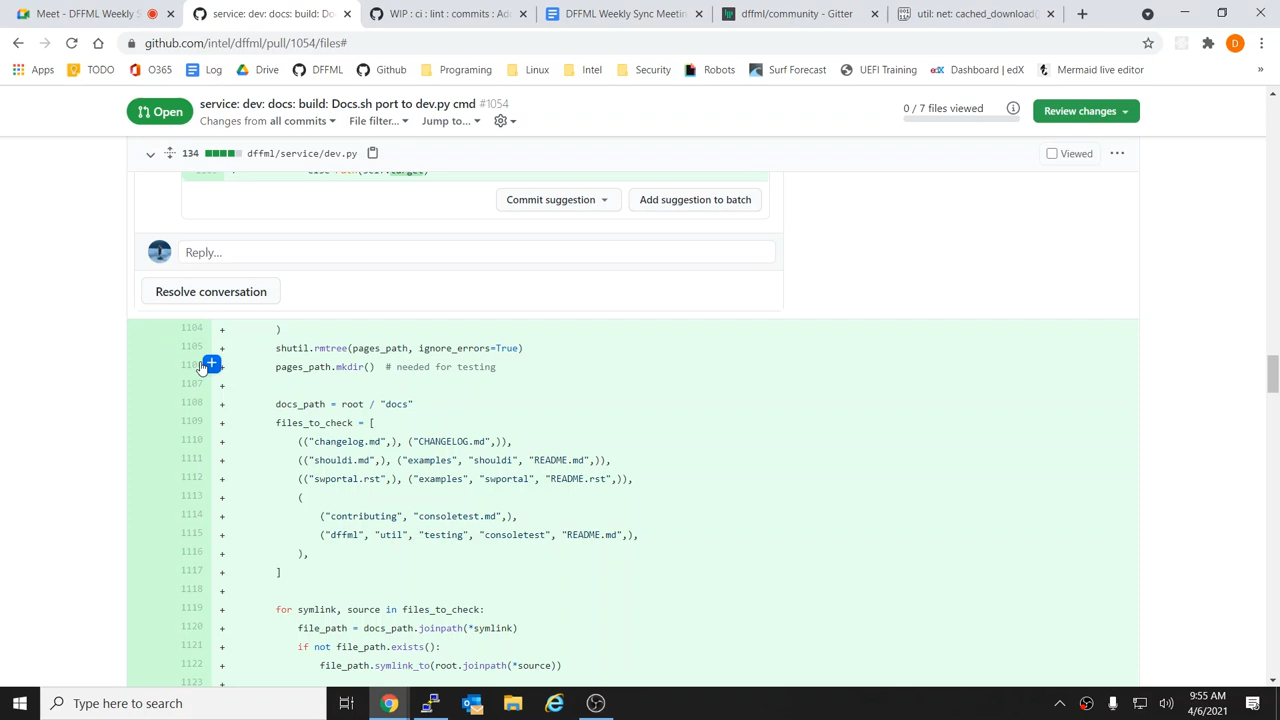 Meet - DFFML Weekly S
service: dev: docs: build: Do
WIP : ci : lint : commits : Ad
DFFML Weekly Sync Meetin
dffml/community - Gitter
util: net: cached_download(
github.com/intel/dffml/pull/1054/files#
D
Apps
TODO
O365
Log
Drive
DFFML
Github
Programing
Linux
Intel
Security
Robots
Surf Forecast
UEFI Training
Dashboard | edX
Mermaid live editor
»
Open
service: dev: docs: build: Docs.sh port to dev.py cmd #1054
Changes from all commits
File filter...
Jump to...
0 / 7 files viewed
Review changes
134
dffml/service/dev.py
Viewed
Commit suggestion
Add suggestion to batch
Reply...
Resolve conversation
1104 + )
1105 + shutil.rmtree(pages_path, ignore_errors=True)
+ pages_path.mkdir() # needed for testing
1107 +
1108 + docs_path = root / "docs"
1109 + files_to_check = [
1110 + (("changelog.md",), ("CHANGELOG.md",)),
1111 + (("shouldi.md",), ("examples", "shouldi", "README.md",)),
1112 + (("swportal.rst",), ("examples", "swportal", "README.rst",)),
1113 + (
1114 + ("contributing", "consoletest.md",),
1115 + ("dffml", "util", "testing", "consoletest", "README.md",),
1116 + ),
1117 + ]
1118 +
1119 + for symlink, source in files_to_check:
1120 + file_path = docs_path.joinpath(*symlink)
1121 + if not file_path.exists():
1122 + file_path.symlink_to(root.joinpath(*source))
1123 +
Type here to search
9:55 AM
4/6/2021